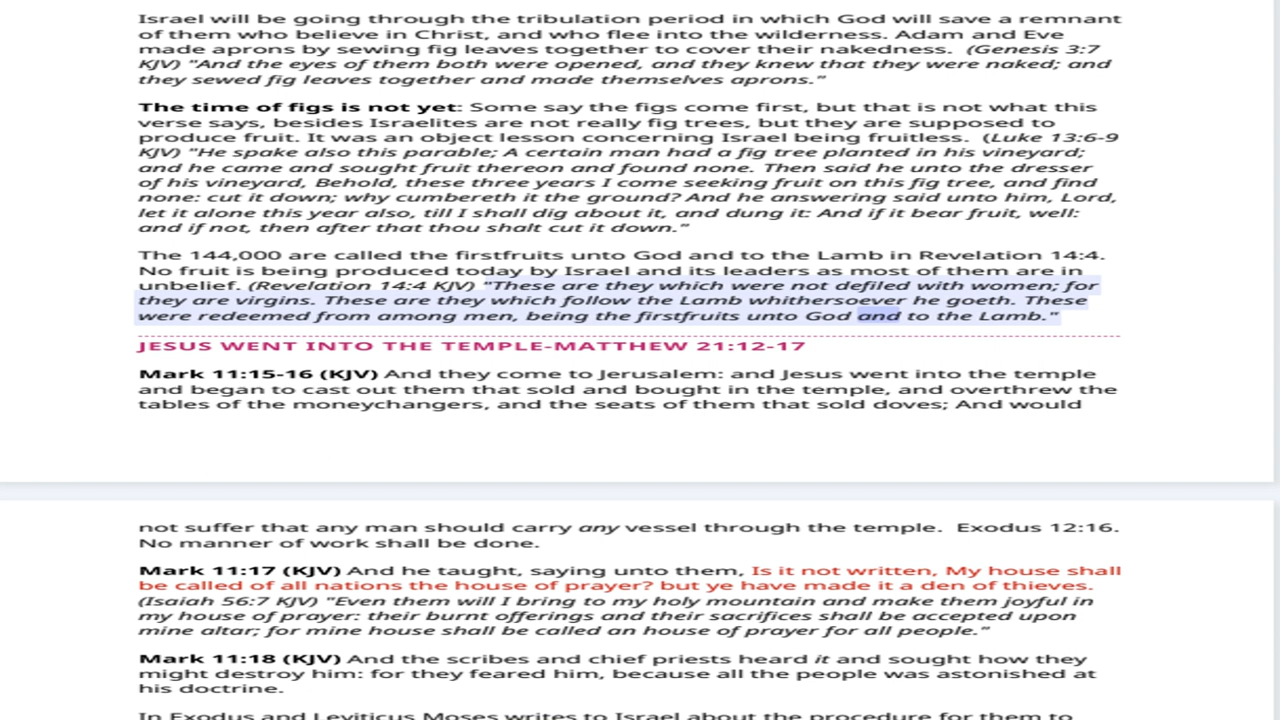 Israel will be going through the tribulation period in which God will save a remnant
of them who believe in Christ, and who flee into the wilderness. Adam and Eve
made aprons by sewing fig leaves together to cover their nakedness.  (Genesis 3:7
KJV) "And the eyes of them both were opened, and they knew that they were naked; and
they sewed fig leaves together and made themselves aprons."
The time of figs is not yet: Some say the figs come first, but that is not what this
verse says, besides Israelites are not really fig trees, but they are supposed to
produce fruit. It was an object lesson concerning Israel being fruitless.  (Luke 13:6-9
KJV) "He spake also this parable; A certain man had a fig tree planted in his vineyard;
and he came and sought fruit thereon and found none. Then said he unto the dresser
of his vineyard, Behold, these three years I come seeking fruit on this fig tree, and find
none: cut it down; why cumbereth it the ground? And he answering said unto him, Lord,
let it alone this year also, till I shall dig about it, and dung it: And if it bear fruit, well:
and if not, then after that thou shalt cut it down."
The 144,000 are called the firstfruits unto God and to the Lamb in Revelation 14:4.
No fruit is being produced today by Israel and its leaders as most of them are in
unbelief. (Revelation 14:4 KJV) "These are they which were not defiled with women; for
they are virgins. These are they which follow the Lamb whithersoever he goeth. These
were redeemed from among men, being the firstfruits unto God and to the Lamb."
JESUS WENT INTO THE TEMPLE-MATTHEW 21:12-17
Mark 11:15-16 (KJV) And they come to Jerusalem: and Jesus went into the temple
and began to cast out them that sold and bought in the temple, and overthrew the
tables of the moneychangers, and the seats of them that sold doves; And would
not suffer that any man should carry any vessel through the temple.  Exodus 12:16.
No manner of work shall be done.
Mark 11:17 (KJV) And he taught, saying unto them, Is it not written, My house shall
be called of all nations the house of prayer? but ye have made it a den of thieves.
(Isaiah 56:7 KJV) "Even them will I bring to my holy mountain and make them joyful in
my house of prayer: their burnt offerings and their sacrifices shall be accepted upon
mine altar; for mine house shall be called an house of prayer for all people."
Mark 11:18 (KJV) And the scribes and chief priests heard it and sought how they
might destroy him: for they feared him, because all the people was astonished at
his doctrine.
In Exodus and Leviticus Moses writes to Israel about the procedure for them to